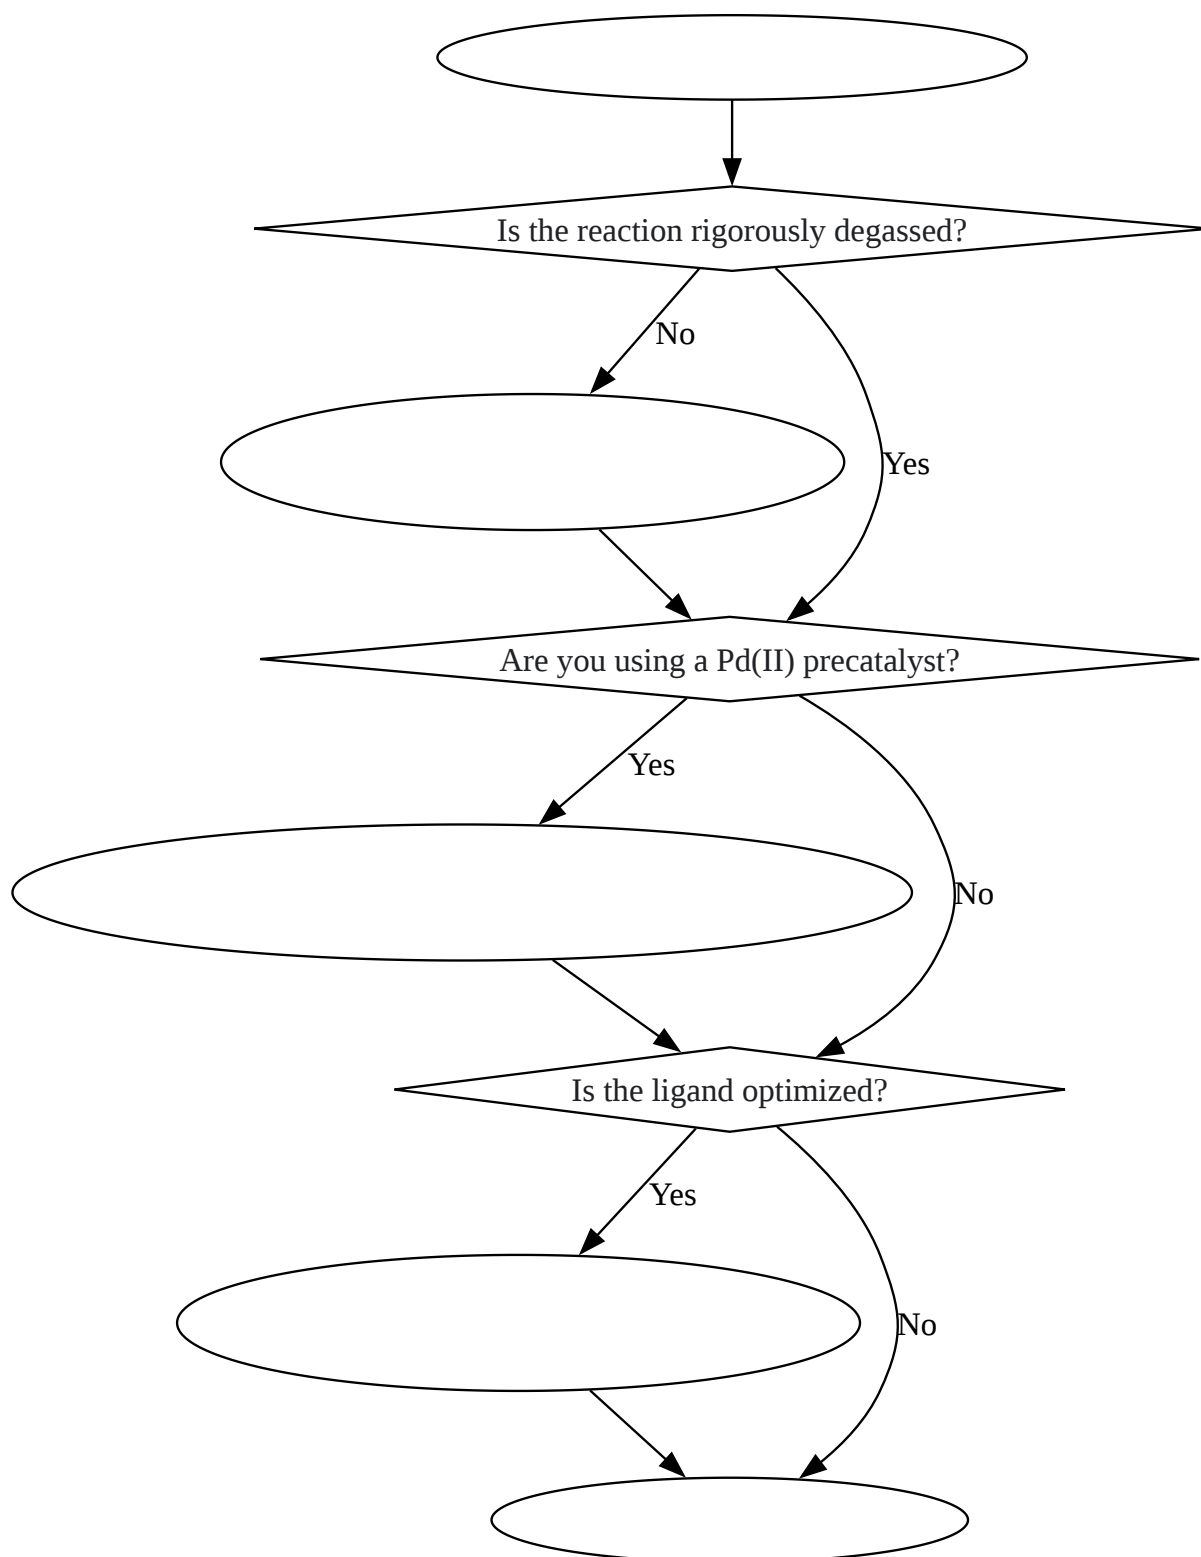 Is the reaction rigorously degassed?
No
Yes
Are you using a Pd(II) precatalyst?
Yes
No
Is the ligand optimized?
Yes
No